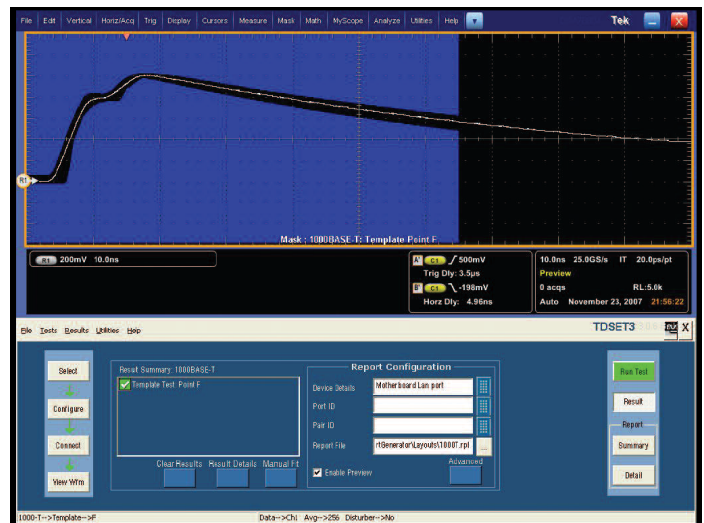 File Edit Vertical Horiz/Acq Trig Display Cursors Measure Mask Math MyScope Analyze Utilities Help Tek X
R1
Mask : 1000BASE-T: Template Point F
R1 200mV 10.0ns
A' C1 500mV
Trig Dly: 3.5µs
B' C1 -198mV
Horz Dly: 4.96ns
10.0ns 25.0GS/s IT 20.0ps/pt
Preview
0 acqs RL:5.0k
Auto November 23, 2007 21:56:22
File Tests Results Utilities Help TDSET3 X
Select
Configure
Connect
View Wfm
Result Summary: 1000BASE-T
Template Test: Point F
Clear Results Result Details Manual Fit
Report Configuration
Device Details Motherboard Lan port
Port ID
Pair ID
Report File rtGenerator\Layouts\1000T.rpt ...
Enable Preview
Advanced
Run Test
Result
Report
Summary
Detail
1000-T-->Template-->F Data-->Ch1 Avg-->256 Disturber-->No